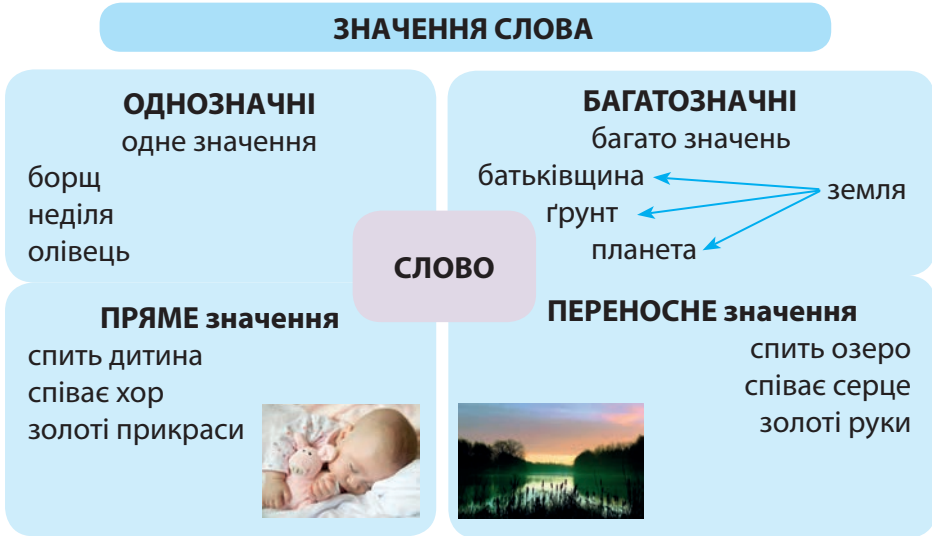 ЗНАЧЕННЯ СЛОВА
ОДНОЗНАЧНІ
одне значення
борщ
неділя
олівець
БАГАТОЗНАЧНІ
багато значень
батьківщина
земля
ґрунт
планета
СЛОВО
ПРЯМЕ значення
спить дитина
співає хор
золоті прикраси
ПЕРЕНОСНЕ значення
спить озеро
співає серце
золоті руки